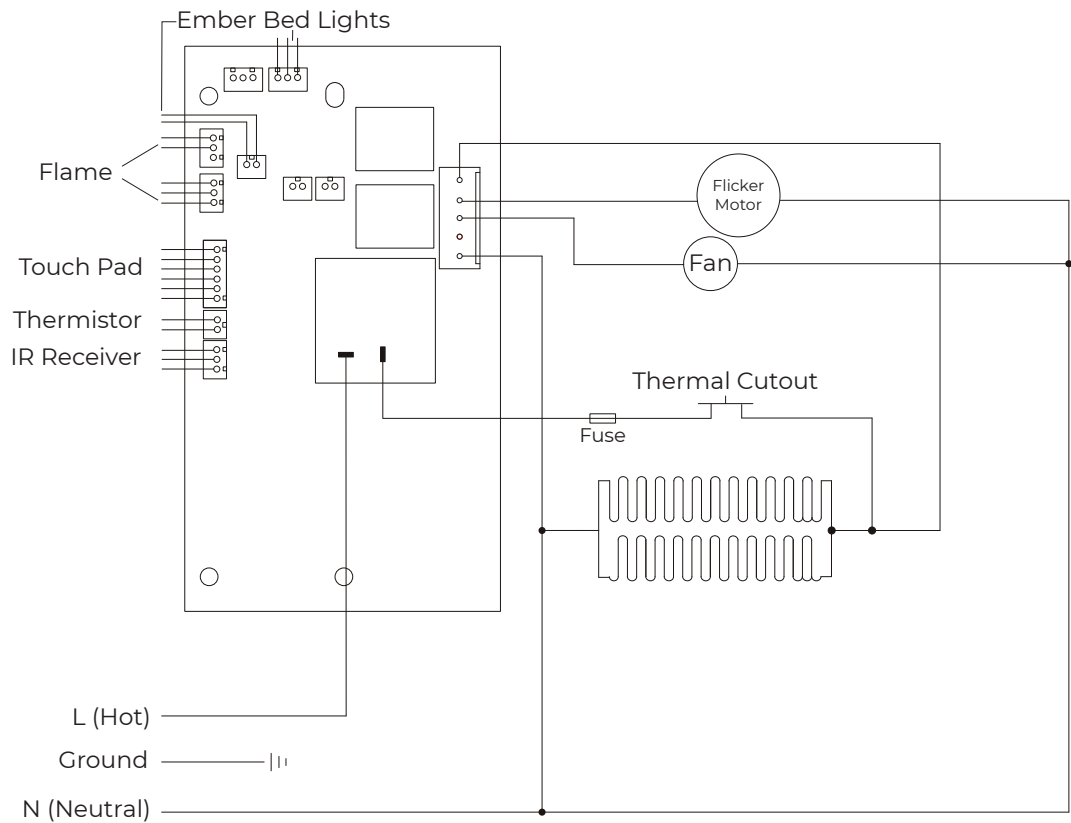 Ember Bed Lights
Flame
Flicker
Motor
Fan
Touch Pad
Thermistor
IR Receiver
Thermal Cutout
Fuse
L (Hot)
Ground
N (Neutral)